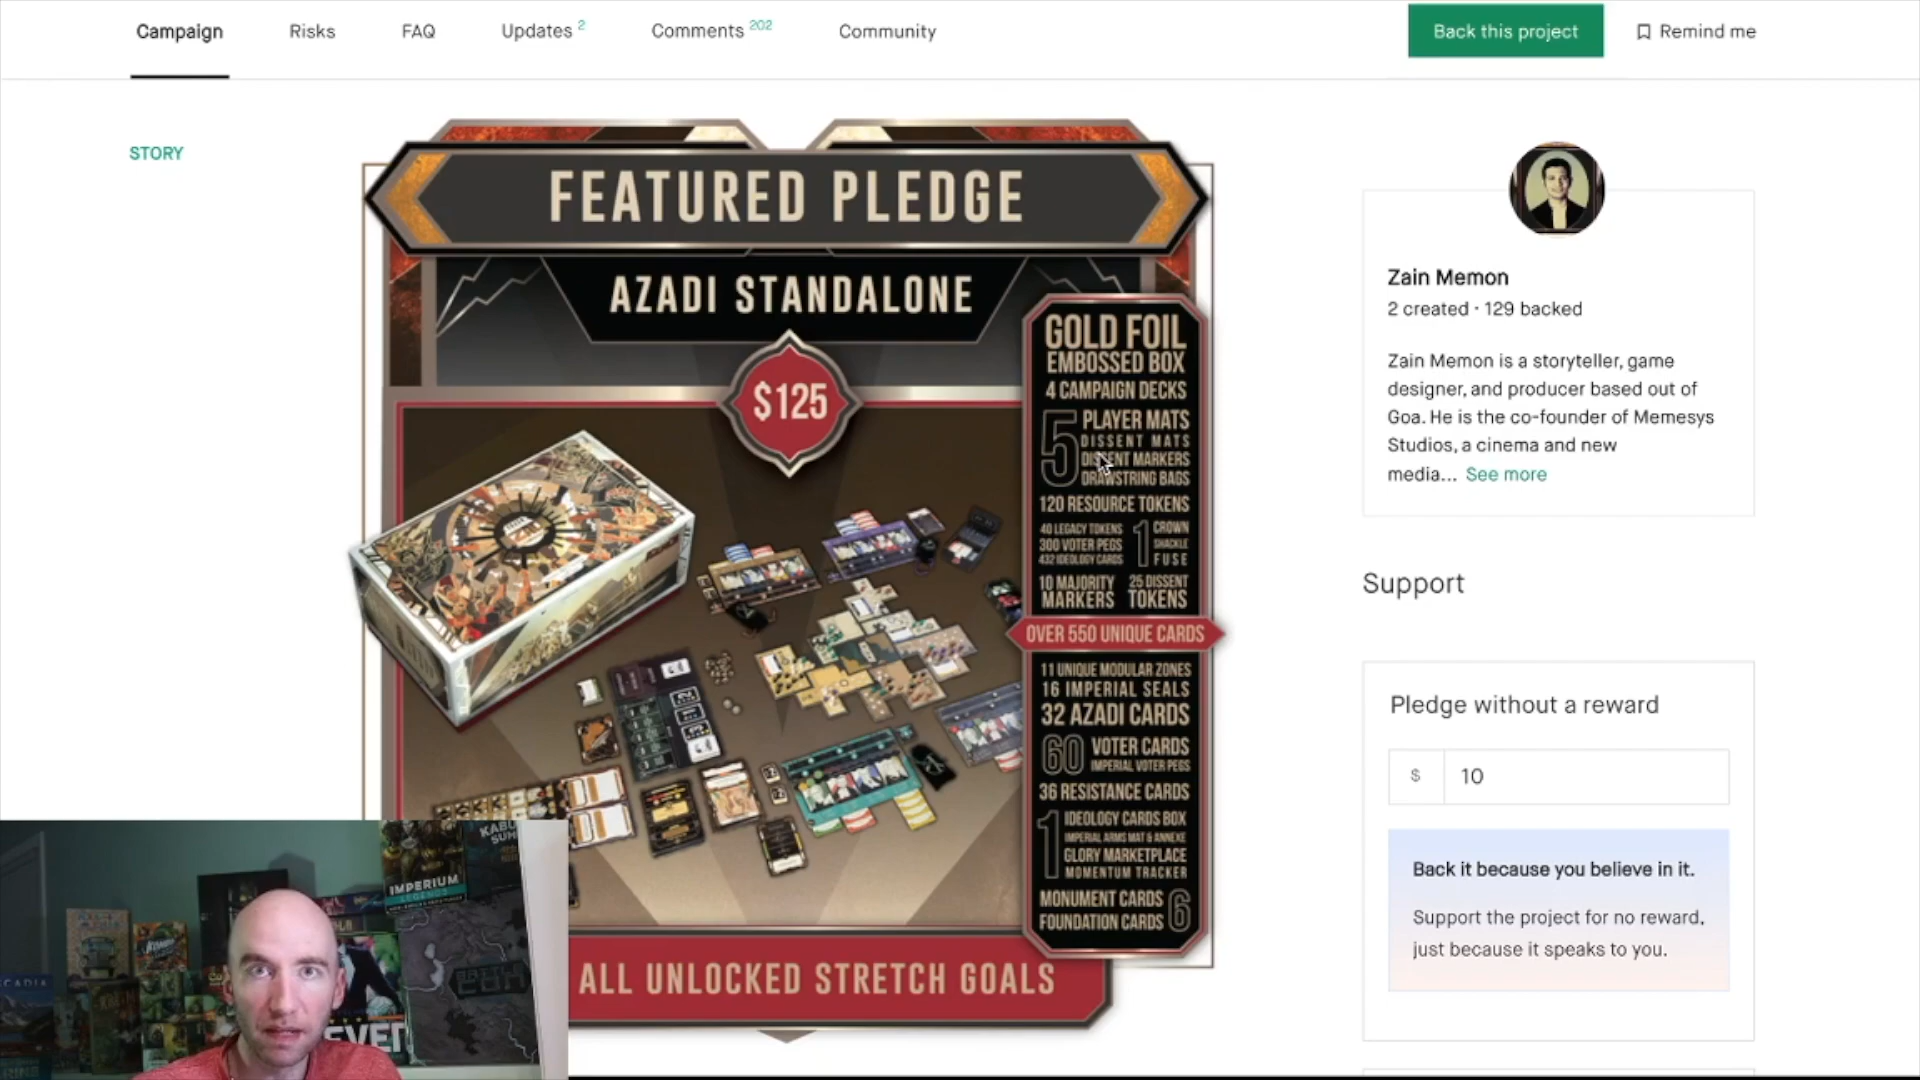 Campaign
Risks
FAQ
Updates 2
Comments 202
Community
Back this project
Remind me
STORY
FEATURED PLEDGE
AZADI STANDALONE
$125
GOLD FOIL
EMBOSSED BOX
4 CAMPAIGN DECKS
5 PLAYER MATS
DISSENT MATS
DISSENT MARKERS
DRAWSTRING BAGS
120 RESOURCE TOKENS
40 LEGACY TOKENS
300 VOTER PEGS
432 IDEOLOGY CARDS
1 CROWN
SHACKLE
FUSE
10 MAJORITY
MARKERS
25 DISSENT
TOKENS
OVER 550 UNIQUE CARDS
11 UNIQUE MODULAR ZONES
16 IMPERIAL SEALS
32 AZADI CARDS
60 VOTER CARDS
IMPERIAL VOTER PEGS
36 RESISTANCE CARDS
1 IDEOLOGY CARDS BOX
IMPERIAL ARMS MAT & ANNEXE
GLORY MARKETPLACE
MOMENTUM TRACKER
MONUMENT CARDS
FOUNDATION CARDS 6
ALL UNLOCKED STRETCH GOALS
Zain Memon
2 created · 129 backed
Zain Memon is a storyteller, game
designer, and producer based out of
Goa. He is the co-founder of Memesys
Studios, a cinema and new
media... See more
Support
Pledge without a reward
$ 10
Back it because you believe in it.
Support the project for no reward,
just because it speaks to you.
IMPERIUM
LEGENDS